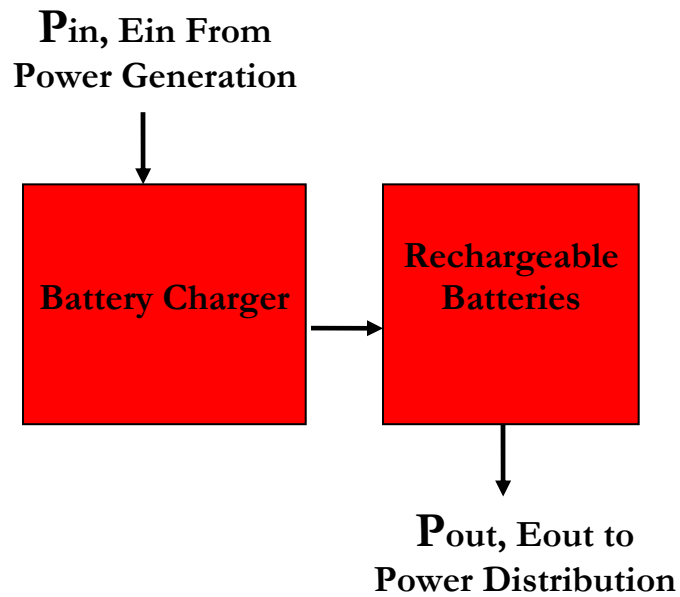 Pin, Ein From
Power Generation
Battery Charger
Rechargeable
Batteries
Pout, Eout to
Power Distribution